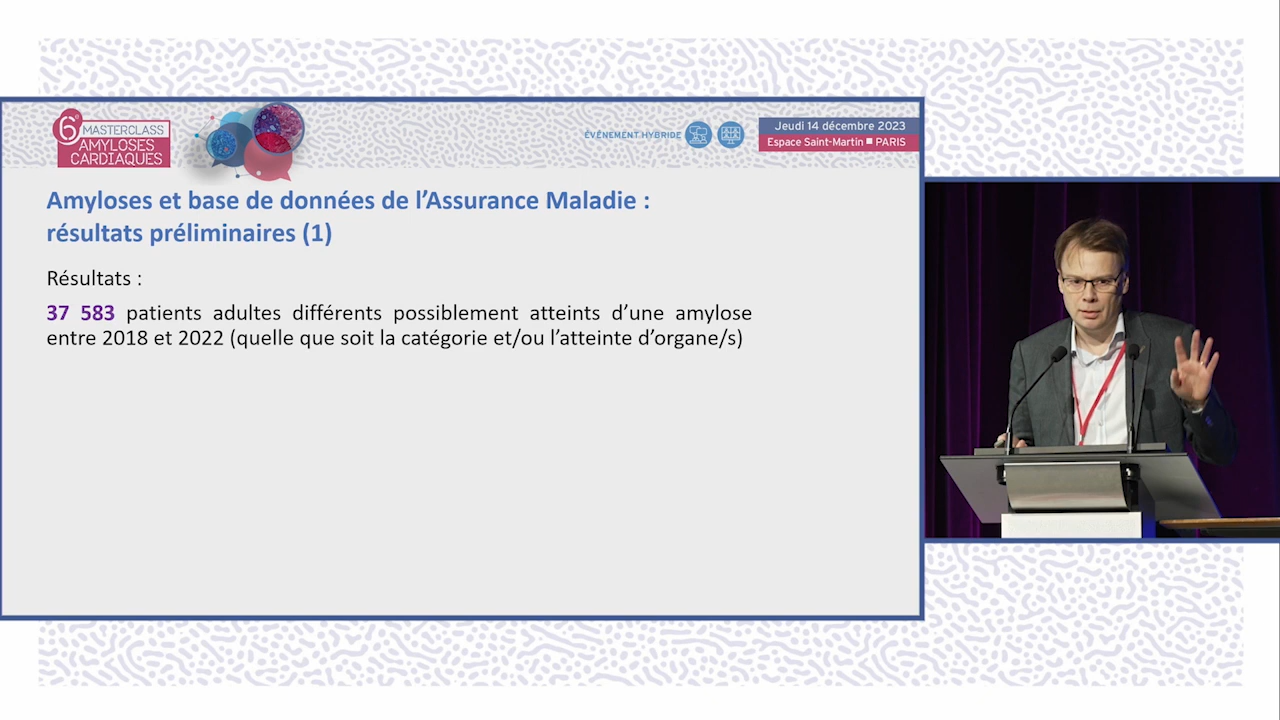 6e MASTERCLASS
AMYLOSES
CARDIAQUES
ÉVÉNEMENT HYBRIDE
Jeudi 14 décembre 2023
Espace Saint-Martin ■ PARIS
Amyloses et base de données de l’Assurance Maladie :
résultats préliminaires (1)
Résultats :
37 583 patients adultes différents possiblement atteints d’une amylose
entre 2018 et 2022 (quelle que soit la catégorie et/ou l’atteinte d’organe/s)